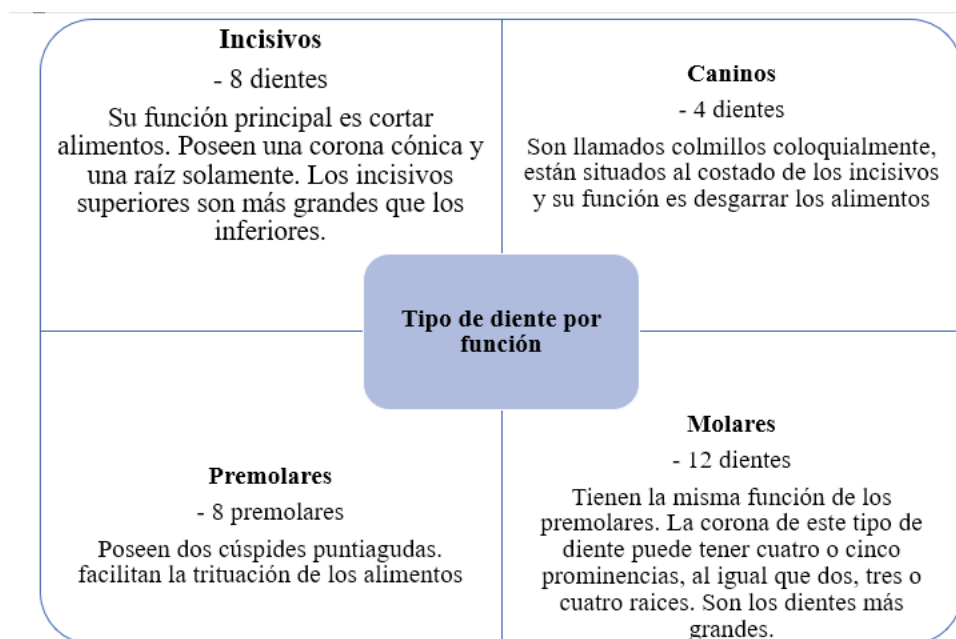 Incisivos
- 8 dientes
Su función principal es cortar
alimentos. Poseen una corona cónica y
una raíz solamente. Los incisivos
superiores son más grandes que los
inferiores.
Caninos
- 4 dientes
Son llamados colmillos coloquialmente,
están situados al costado de los incisivos
y su función es desgarrar los alimentos
Tipo de diente por
función
Premolares
- 8 premolares
Poseen dos cúspides puntiagudas.
facilitan la trituación de los alimentos
Molares
- 12 dientes
Tienen la misma función de los
premolares. La corona de este tipo de
diente puede tener cuatro o cinco
prominencias, al igual que dos, tres o
cuatro raices. Son los dientes más
grandes.